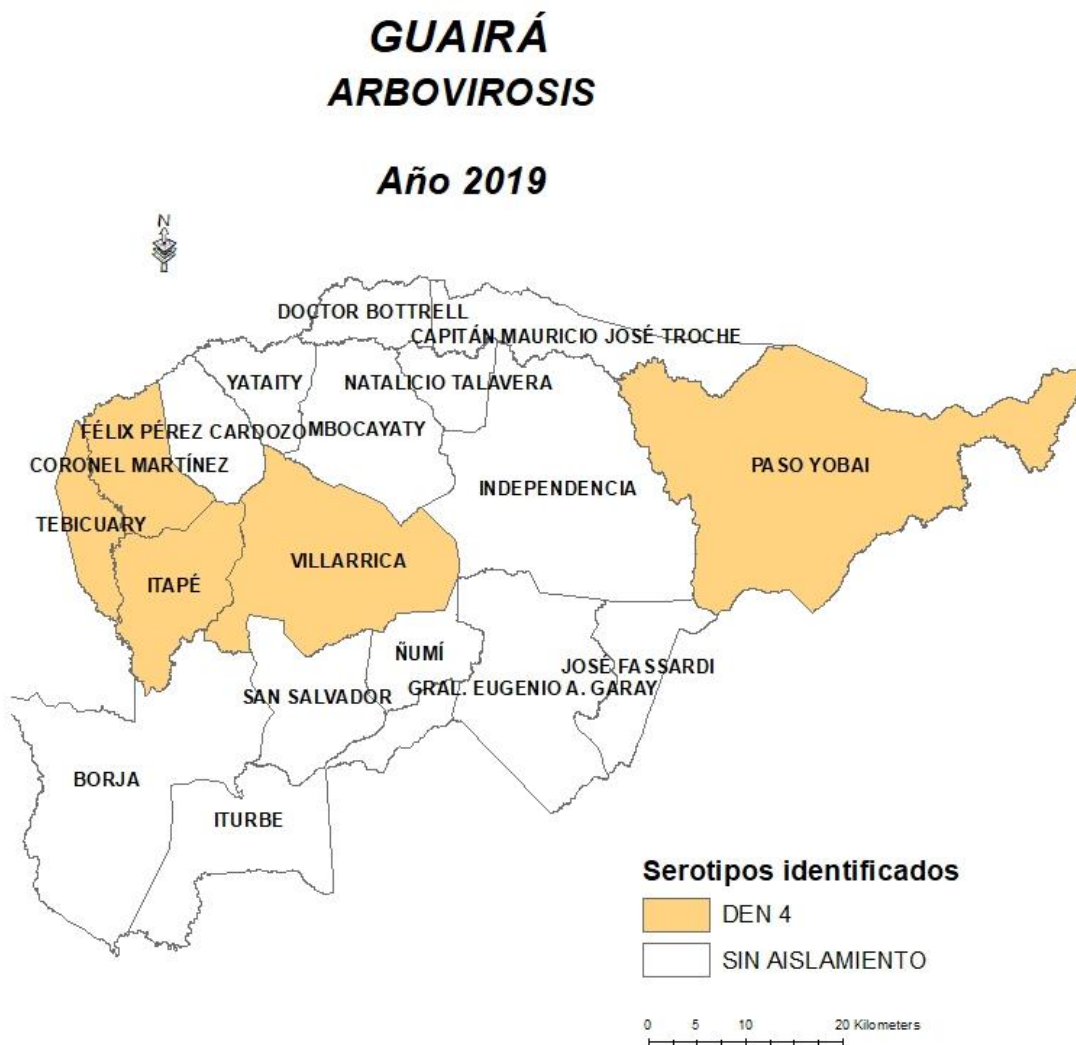 GUAIRÁ
ARBOVIROSIS
Año 2019
N
DOCTOR BOTTRELL
CAPITÁN MAURICIO JOSÉ TROCHE
YATAITY
NATALICIO TALAVERA
FÉLIX PÉREZ CARDOZO
MBOCAYATY
CORONEL MARTÍNEZ
PASO YOBAI
INDEPENDENCIA
TEBICUARY
VILLARRICA
ITAPÉ
ÑUMÍ
JOSÉ FASSARDI
GRAL. EUGENIO A. GARAY
SAN SALVADOR
BORJA
ITURBE
Serotipos identificados
DEN 4
SIN AISLAMIENTO
0 5 10 20 Kilometers